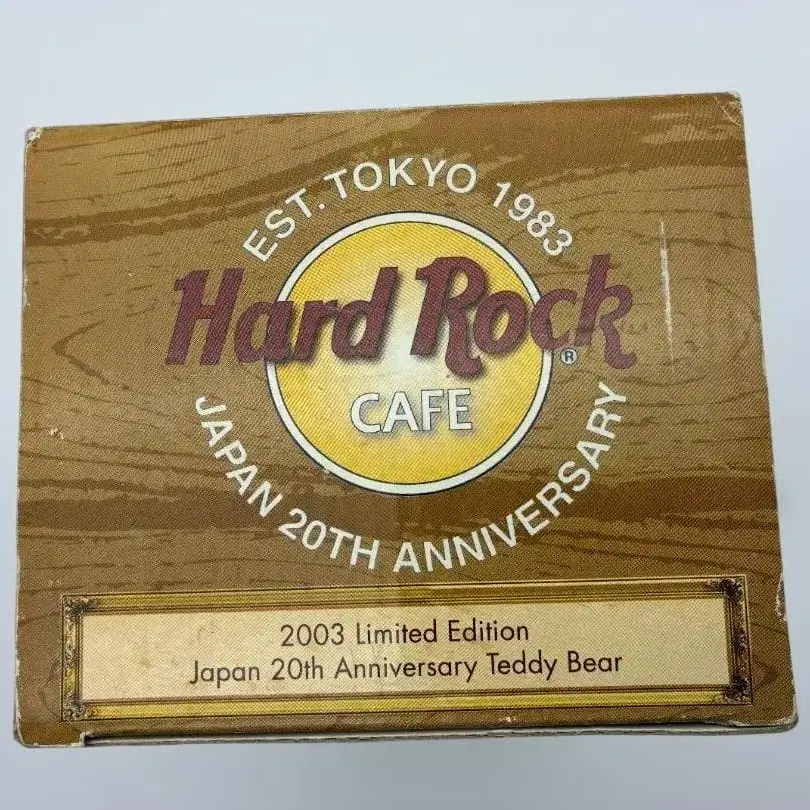 EST. TOKYO 1983
Hard Rock
®
CAFE
JAPAN 20TH ANNIVERSARY
2003 Limited Edition
Japan 20th Anniversary Teddy Bear